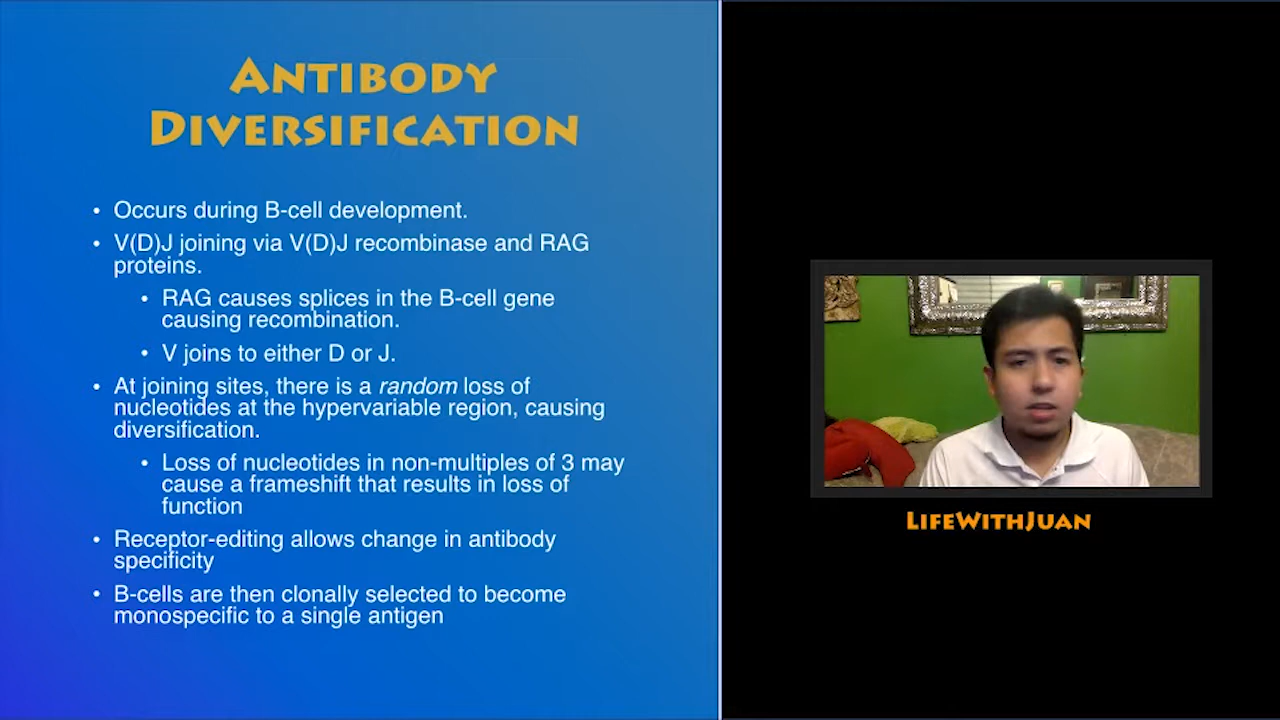 ANTIBODY
DIVERSIFICATION
• Occurs during B-cell development.
• V(D)J joining via V(D)J recombinase and RAG
proteins.
• RAG causes splices in the B-cell gene
causing recombination.
• V joins to either D or J.
• At joining sites, there is a random loss of
nucleotides at the hypervariable region, causing
diversification.
• Loss of nucleotides in non-multiples of 3 may
cause a frameshift that results in loss of
function
• Receptor-editing allows change in antibody
specificity
• B-cells are then clonally selected to become
monospecific to a single antigen
LIFEWITHJUAN